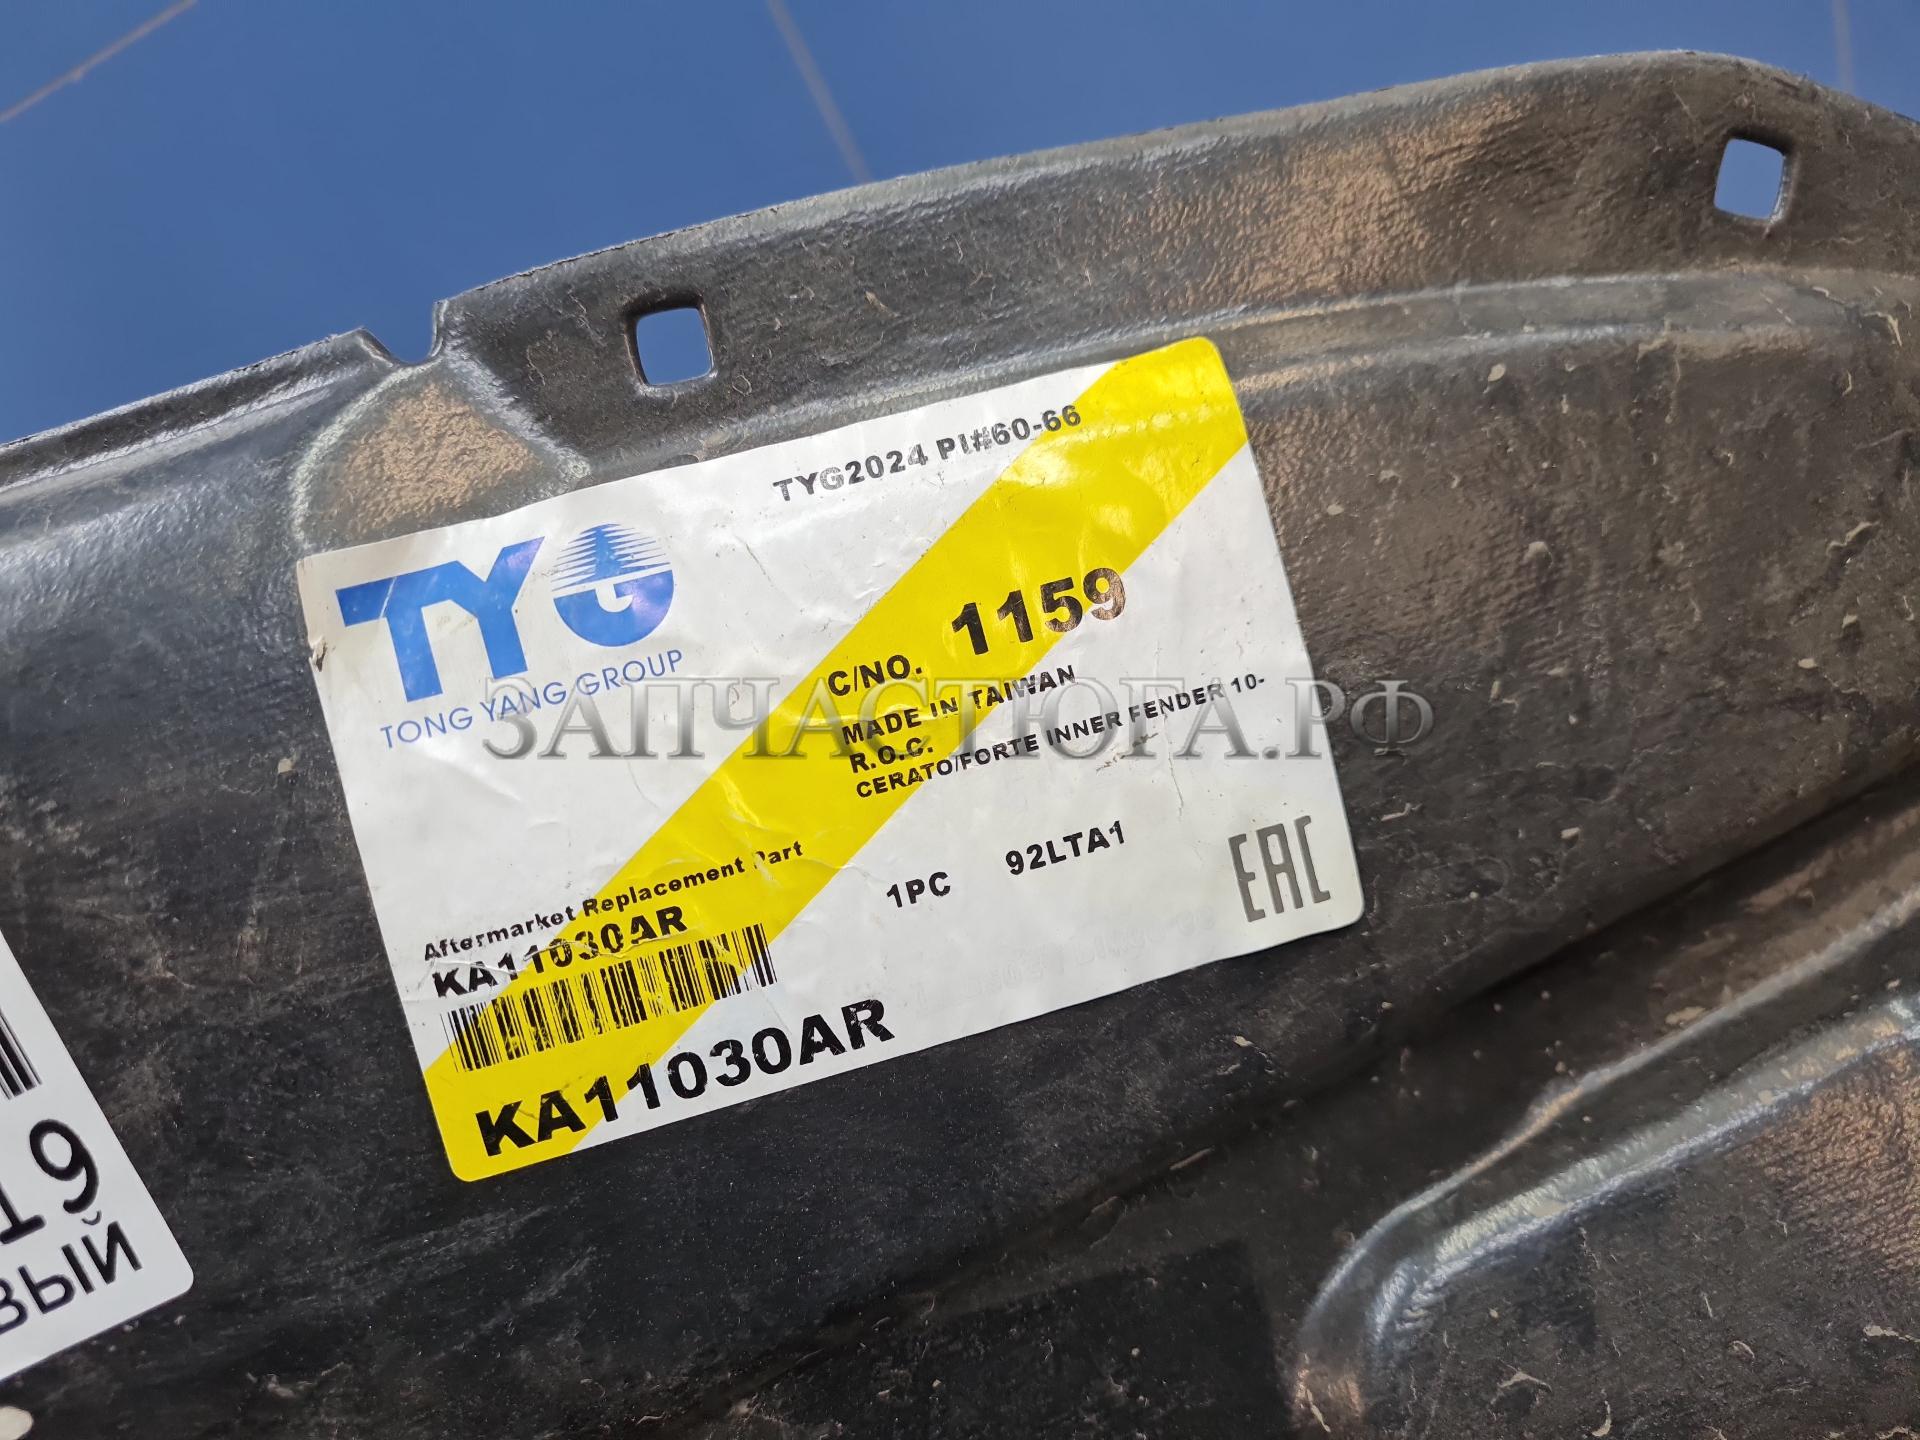 TYG2024 PI#60-66
TYG
TONG YANG GROUP
C/NO. 1159
MADE IN TAIWAN
R.O.C.
CERATO/FORTE INNER FENDER 10-
ЗАПЧАСТЮГА.РФ
1PC 92LTA1
EAC
Aftermarket Replacement Part
KA11030AR
KA11030AR
19
ВЫЙ